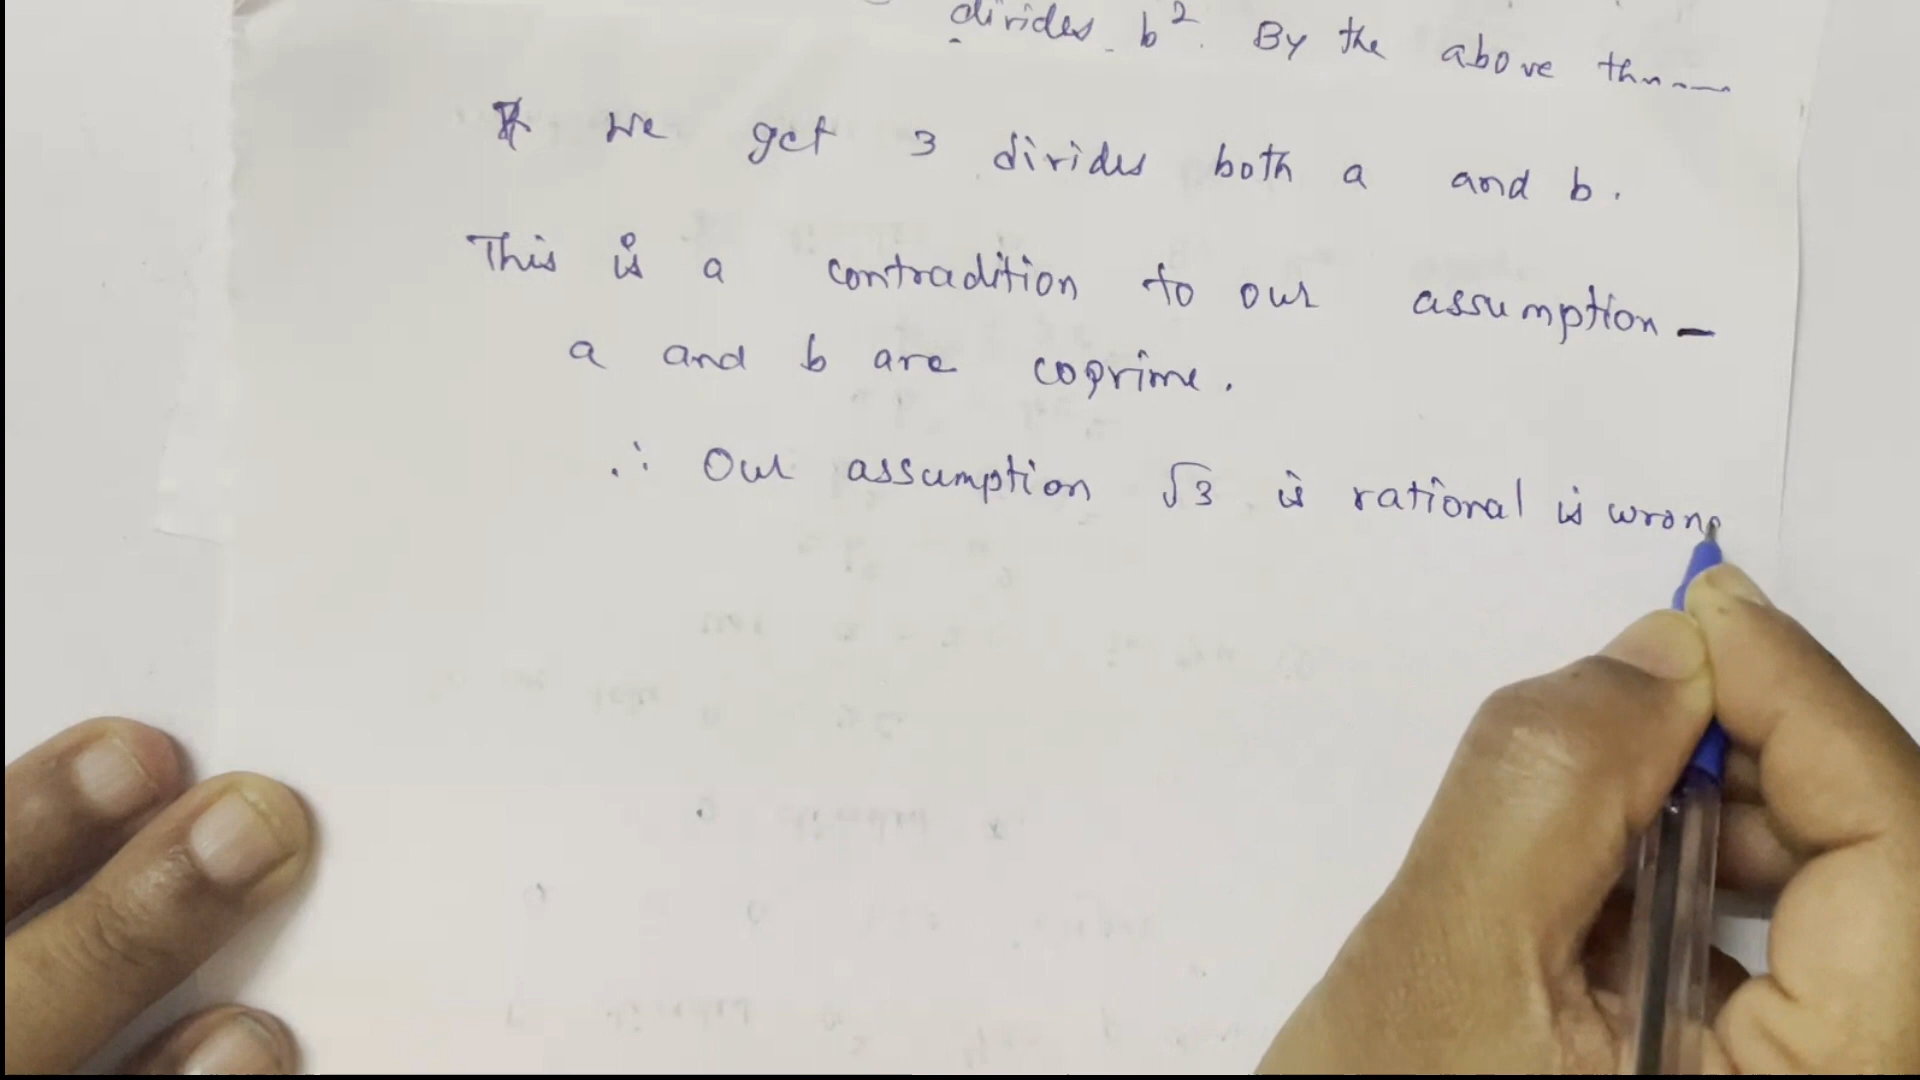 divides b². By the above
we get 3 divides both a and b.
This is a contradition to our assumption –
a and b are coprime.
∴ Our assumption √3 is rational is wrong